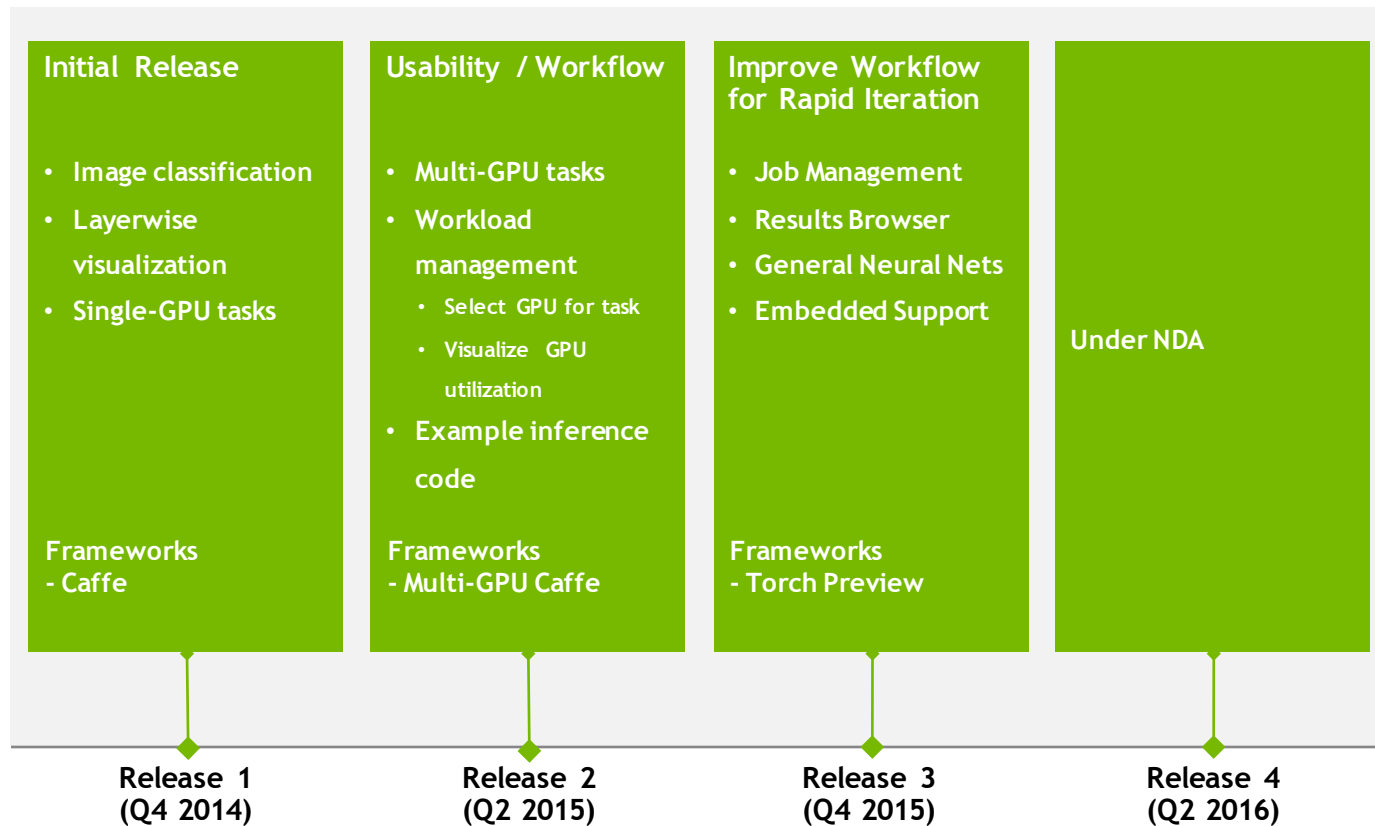 Initial Release
• Image classification
• Layerwise
visualization
• Single-GPU tasks
Frameworks
- Caffe
Usability / Workflow
• Multi-GPU tasks
• Workload
management
• Select GPU for task
• Visualize GPU
utilization
• Example inference
code
Frameworks
- Multi-GPU Caffe
Improve Workflow
for Rapid Iteration
• Job Management
• Results Browser
• General Neural Nets
• Embedded Support
Frameworks
- Torch Preview
Under NDA
Release 1
(Q4 2014)
Release 2
(Q2 2015)
Release 3
(Q4 2015)
Release 4
(Q2 2016)